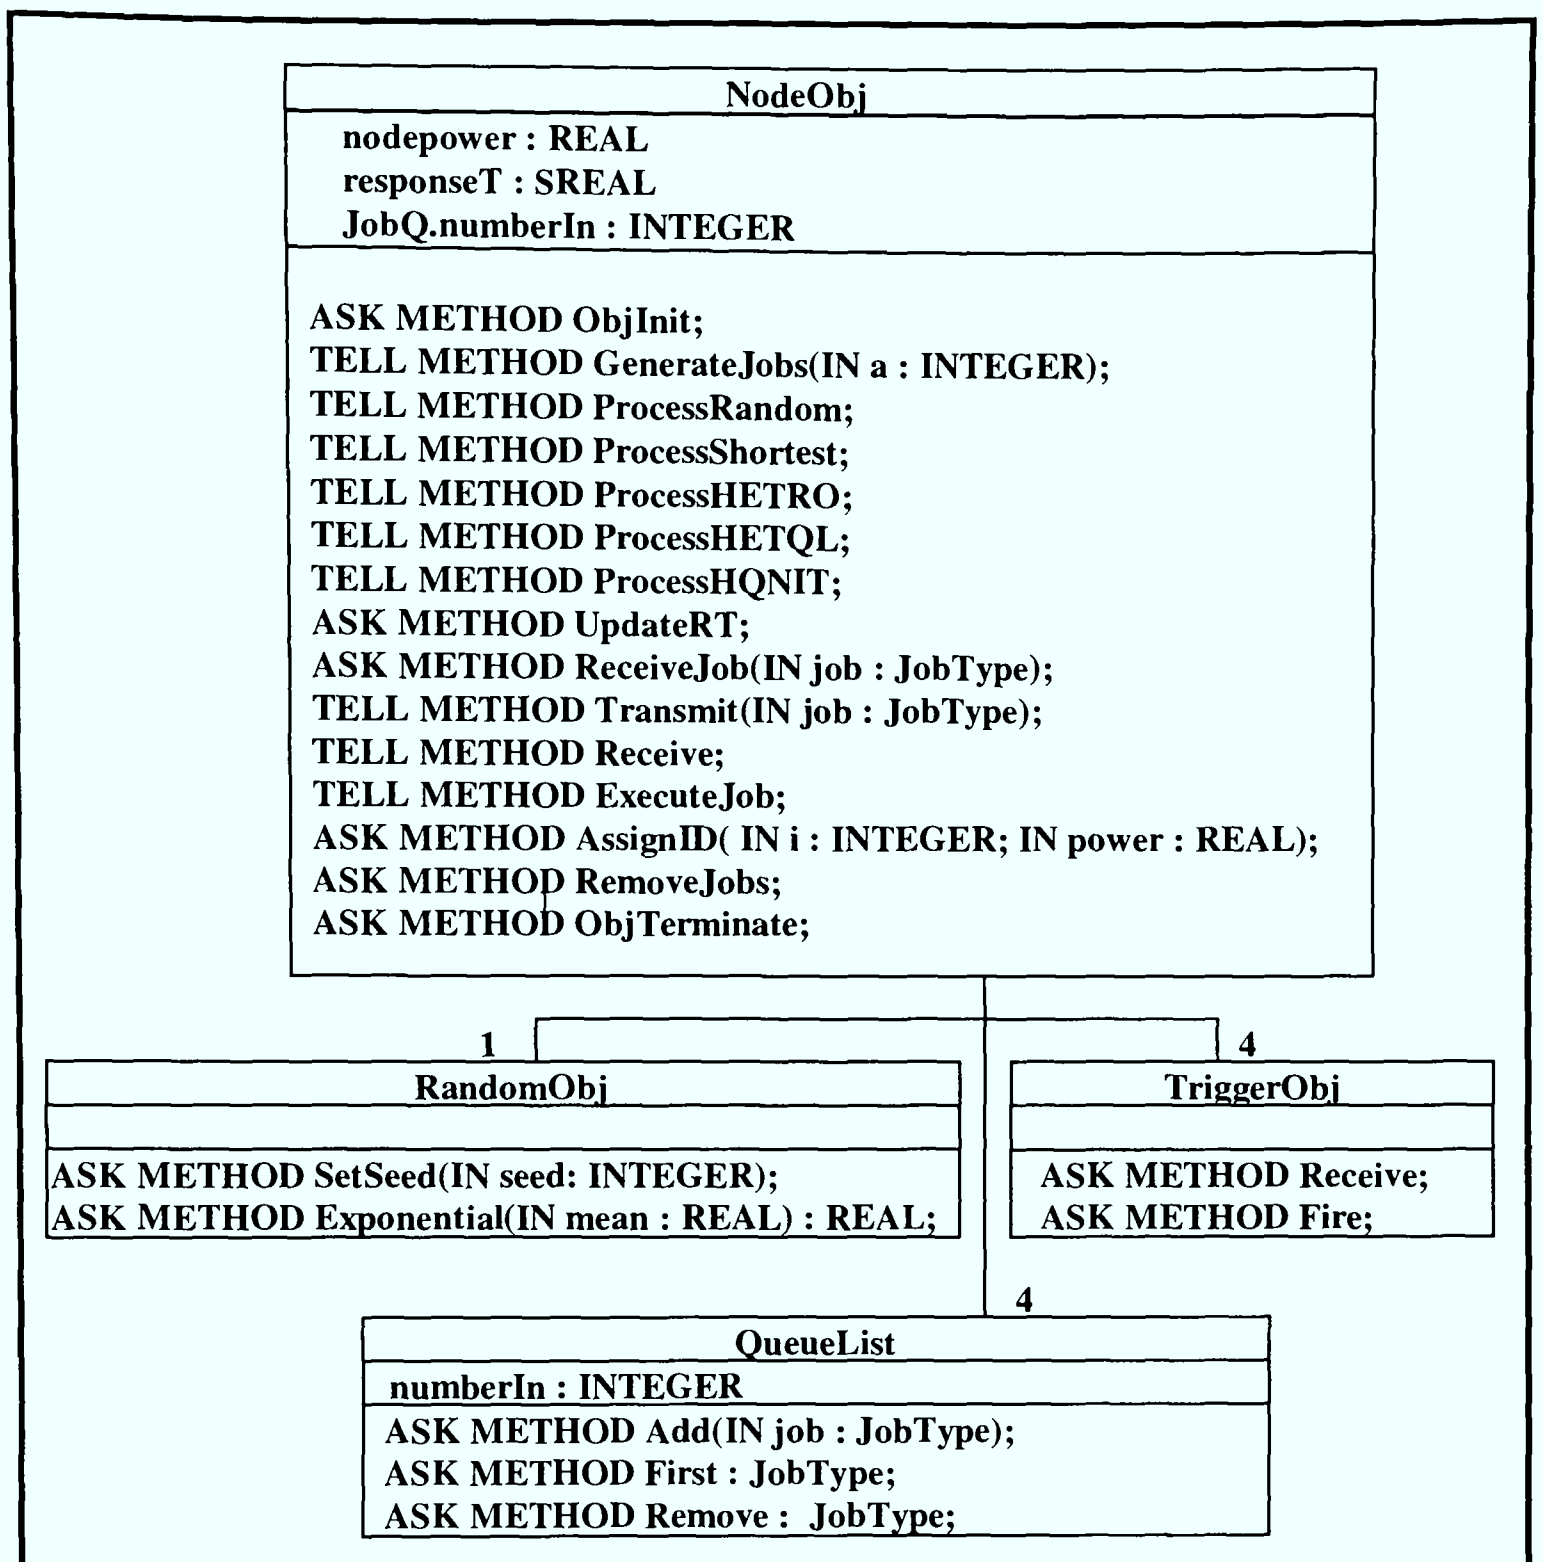 NodeObj
nodepower : REAL
responseT : SREAL
JobQ.numberIn : INTEGER
ASK METHOD ObjInit;
TELL METHOD GenerateJobs(IN a : INTEGER);
TELL METHOD ProcessRandom;
TELL METHOD ProcessShortest;
TELL METHOD ProcessHETRO;
TELL METHOD ProcessHETQL;
TELL METHOD ProcessHQNIT;
ASK METHOD UpdateRT;
ASK METHOD ReceiveJob(IN job : JobType);
TELL METHOD Transmit(IN job : JobType);
TELL METHOD Receive;
TELL METHOD ExecuteJob;
ASK METHOD AssignID( IN i : INTEGER; IN power : REAL);
ASK METHOD RemoveJobs;
ASK METHOD ObjTerminate;
1
4
RandomObj
ASK METHOD SetSeed(IN seed: INTEGER);
ASK METHOD Exponential(IN mean : REAL) : REAL;
TriggerObj
ASK METHOD Receive;
ASK METHOD Fire;
4
QueueList
numberIn : INTEGER
ASK METHOD Add(IN job : JobType);
ASK METHOD First : JobType;
ASK METHOD Remove : JobType;